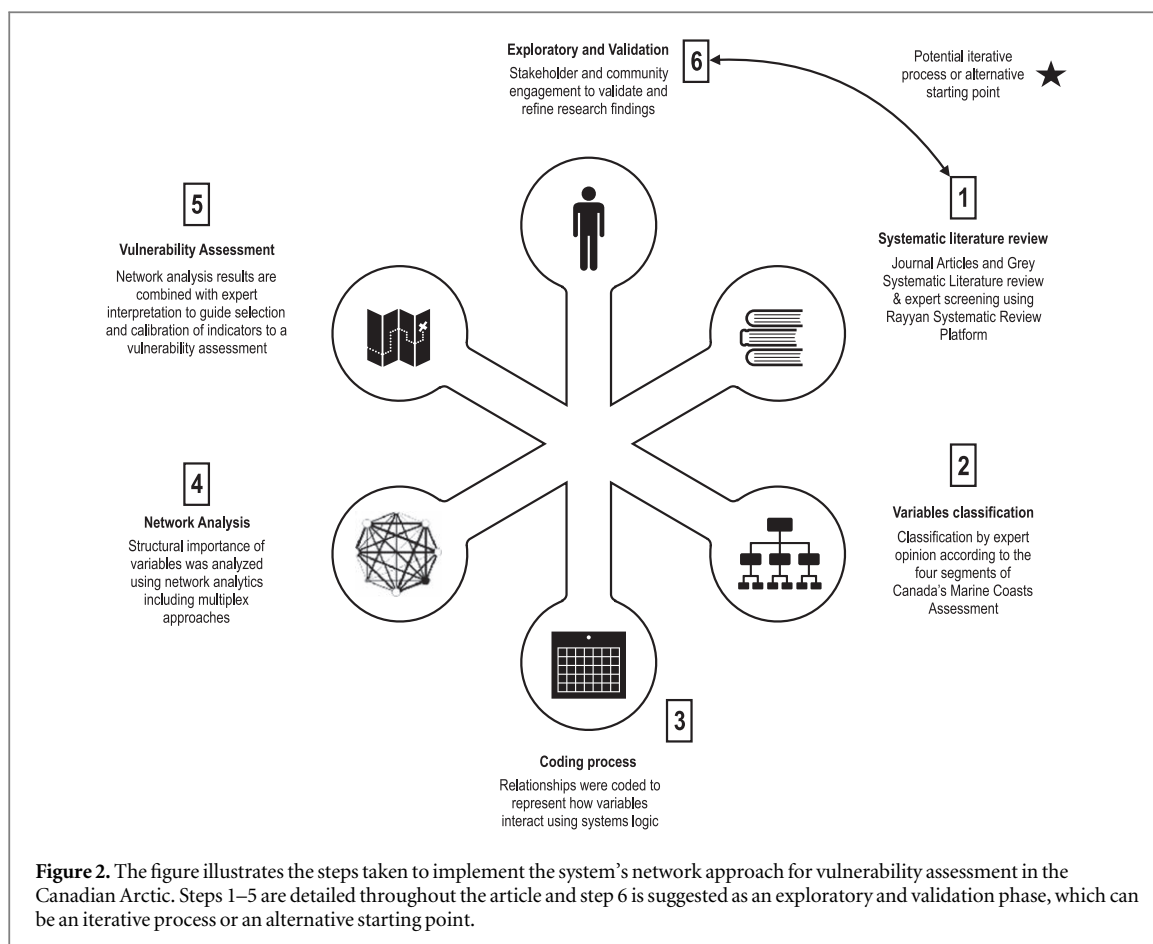 Exploratory and Validation
Stakeholder and community
engagement to validate and
refine research findings
6
Potential iterative
process or alternative
starting point
1
Systematic literature review
Journal Articles and Grey
Systematic Literature review
& expert screening using
Rayyan Systematic Review
Platform
2
Variables classification
Classification by expert
opinion according to the
four segments of
Canada's Marine Coasts
Assessment
3
Coding process
Relationships were coded to
represent how variables
interact using systems logic
4
Network Analysis
Structural importance of
variables was analyzed
using network analytics
including multiplex
approaches
5
Vulnerability Assessment
Network analysis results are
combined with expert
interpretation to guide selection
and calibration of indicators to a
vulnerability assessment
Figure 2. The figure illustrates the steps taken to implement the system's network approach for vulnerability assessment in the
Canadian Arctic. Steps 1–5 are detailed throughout the article and step 6 is suggested as an exploratory and validation phase, which can
be an iterative process or an alternative starting point.